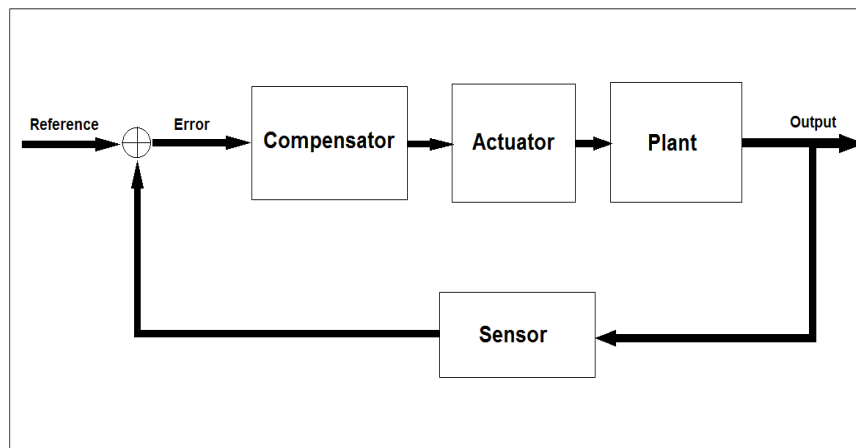 Reference
Error
Compensator
Actuator
Plant
Output
Sensor